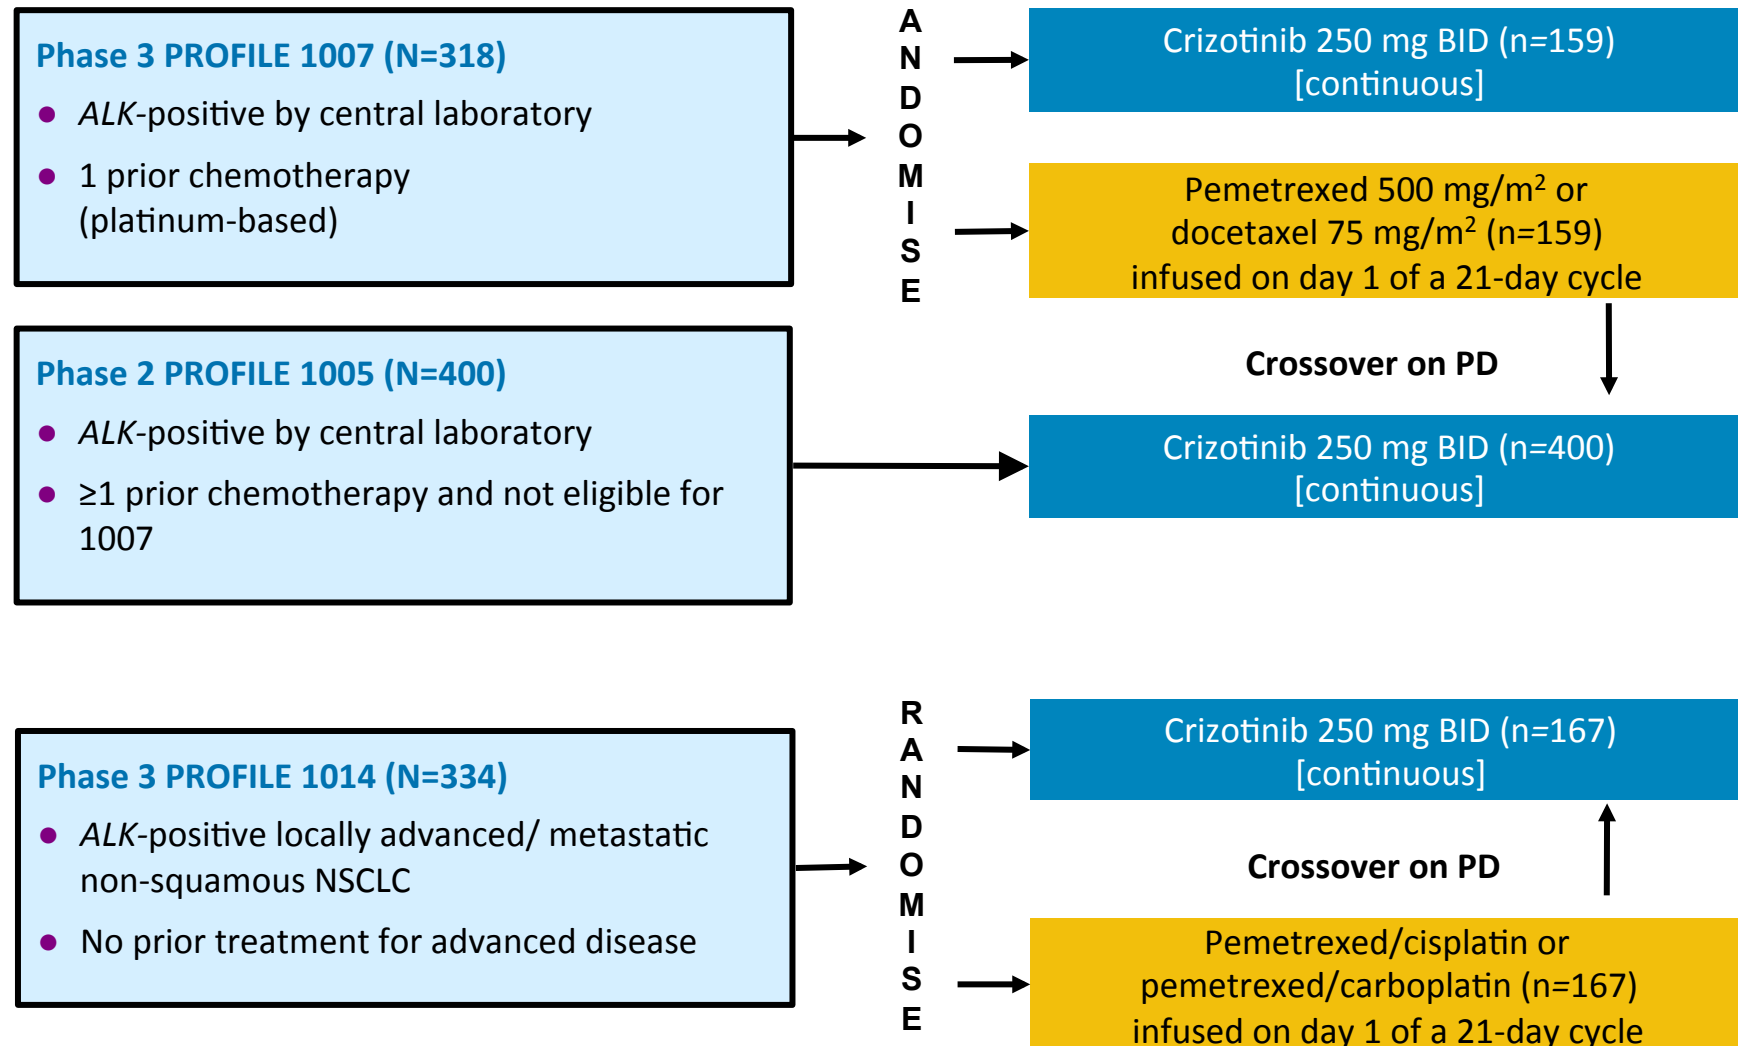 Phase 3 PROFILE 1007 (N=318)
● ALK-positive by central laboratory
● 1 prior chemotherapy
(platinum-based)
A
N
D
O
M
I
S
E
Crizotinib 250 mg BID (n=159)
[continuous]
Pemetrexed 500 mg/m² or
docetaxel 75 mg/m² (n=159)
infused on day 1 of a 21-day cycle
Crossover on PD
Phase 2 PROFILE 1005 (N=400)
● ALK-positive by central laboratory
● ≥1 prior chemotherapy and not eligible for
1007
Crizotinib 250 mg BID (n=400)
[continuous]
Phase 3 PROFILE 1014 (N=334)
● ALK-positive locally advanced/ metastatic
non-squamous NSCLC
● No prior treatment for advanced disease
R
A
N
D
O
M
I
S
E
Crizotinib 250 mg BID (n=167)
[continuous]
Crossover on PD
Pemetrexed/cisplatin or
pemetrexed/carboplatin (n=167)
infused on day 1 of a 21-day cycle